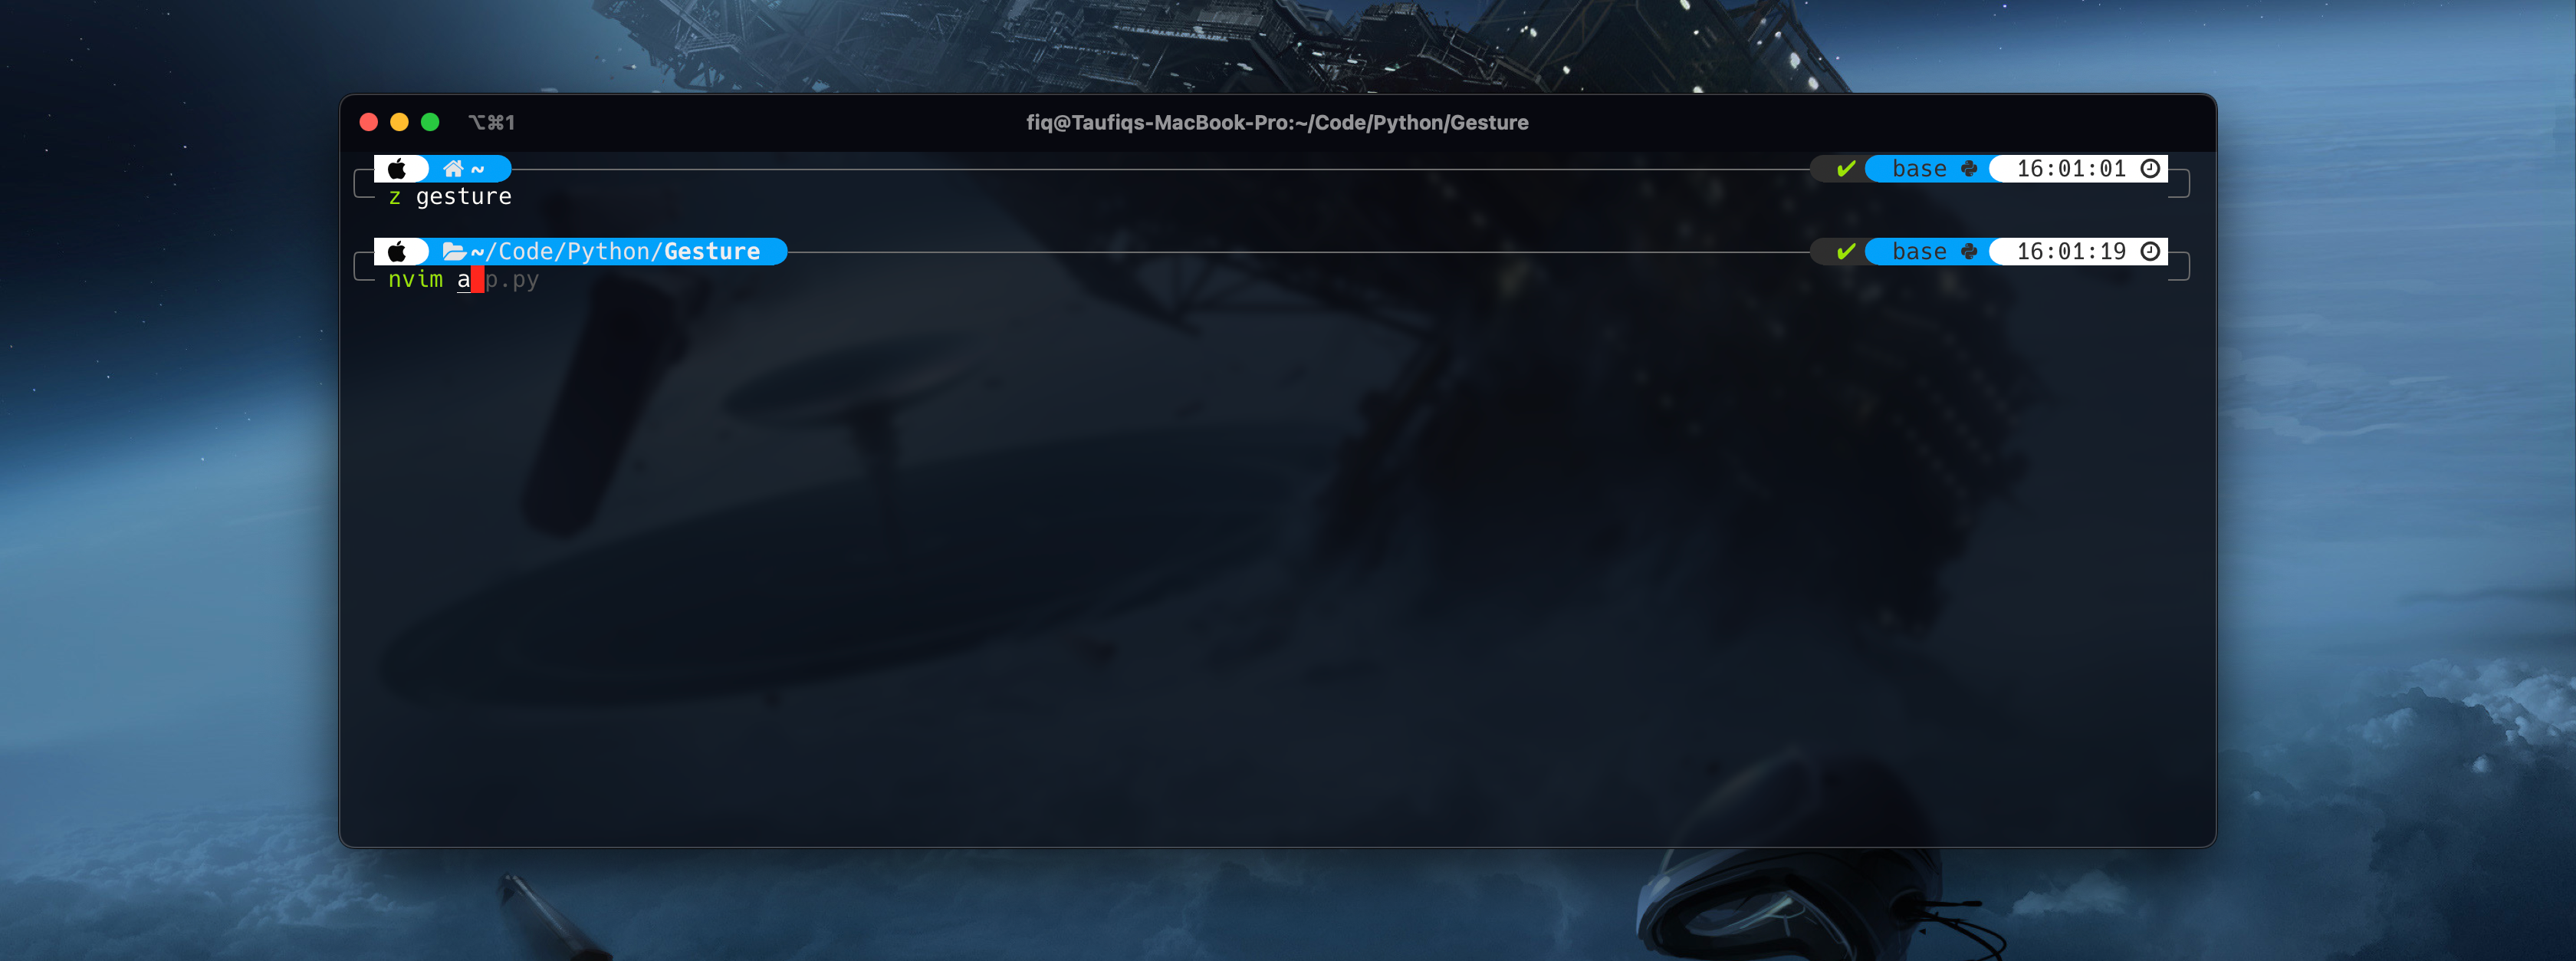 ⌥⌘1
fiq@Taufiqs-MacBook-Pro:~/Code/Python/Gesture
~ ✔ base 16:01:01
z gesture
~/Code/Python/Gesture ✔ base 16:01:19
nvim a p.py